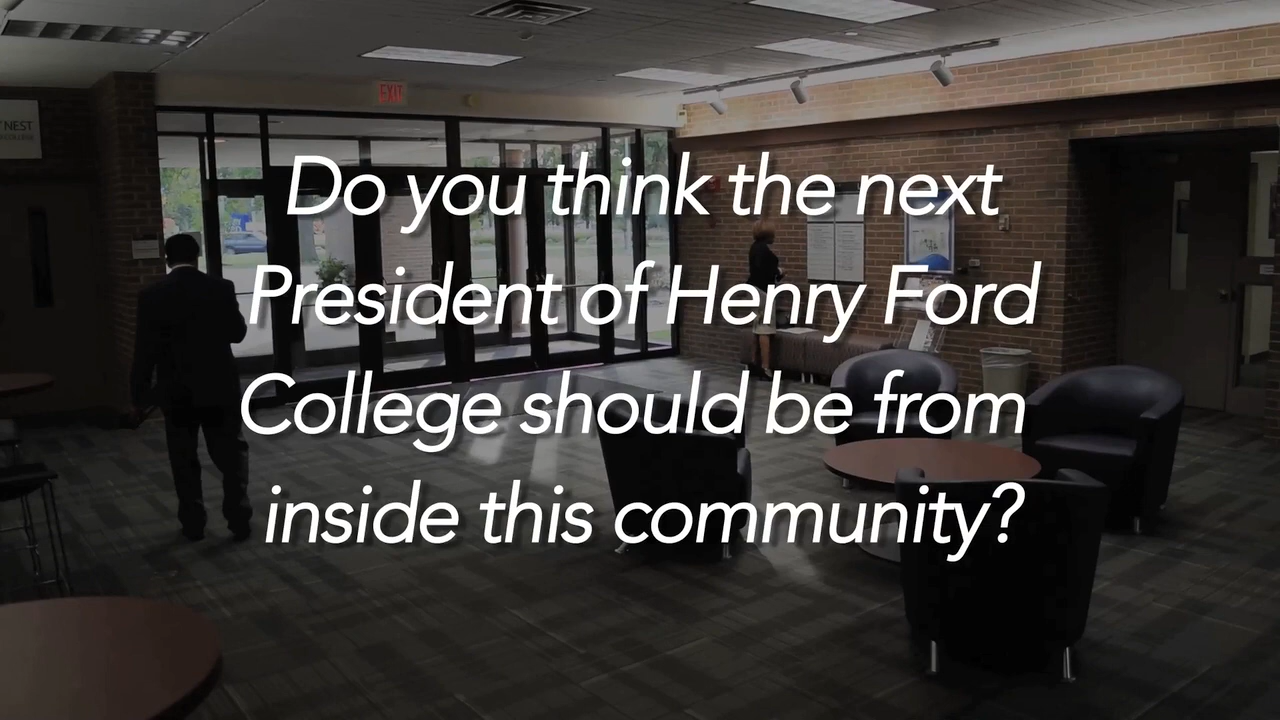 EXIT
NEST
Do you think the next
President of Henry Ford
College should be from
inside this community?